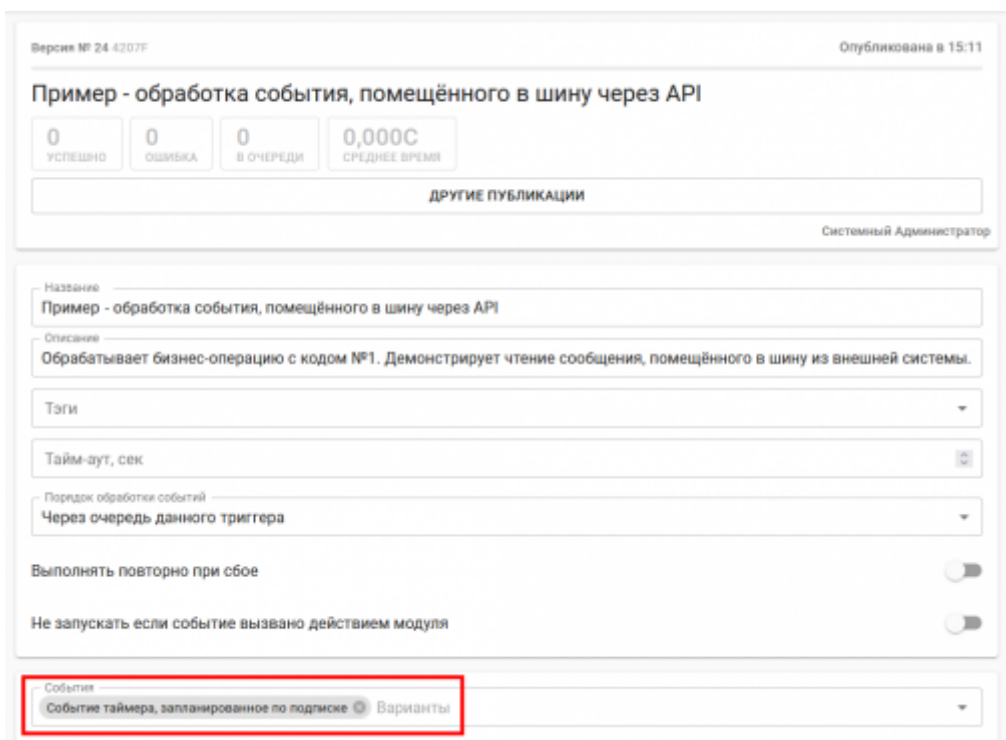 Версия № 24 4207F
Опубликована в 15:11
Пример - обработка события, помещённого в шину через API
0
УСПЕШНО
0
ОШИБКА
0
В ОЧЕРЕДИ
0,000С
СРЕДНЕЕ ВРЕМЯ
ДРУГИЕ ПУБЛИКАЦИИ
Системный Администратор
Название
Пример - обработка события, помещённого в шину через API
Описание
Обрабатывает бизнес-операцию с кодом №1. Демонстрирует чтение сообщения, помещённого в шину из внешней системы.
Тэги
Тайм-аут, сек
Порядок обработки событий
Через очередь данного триггера
Выполнять повторно при сбое
Не запускать если событие вызвано действием модуля
События
Событие таймера, запланированное по подписке Варианты